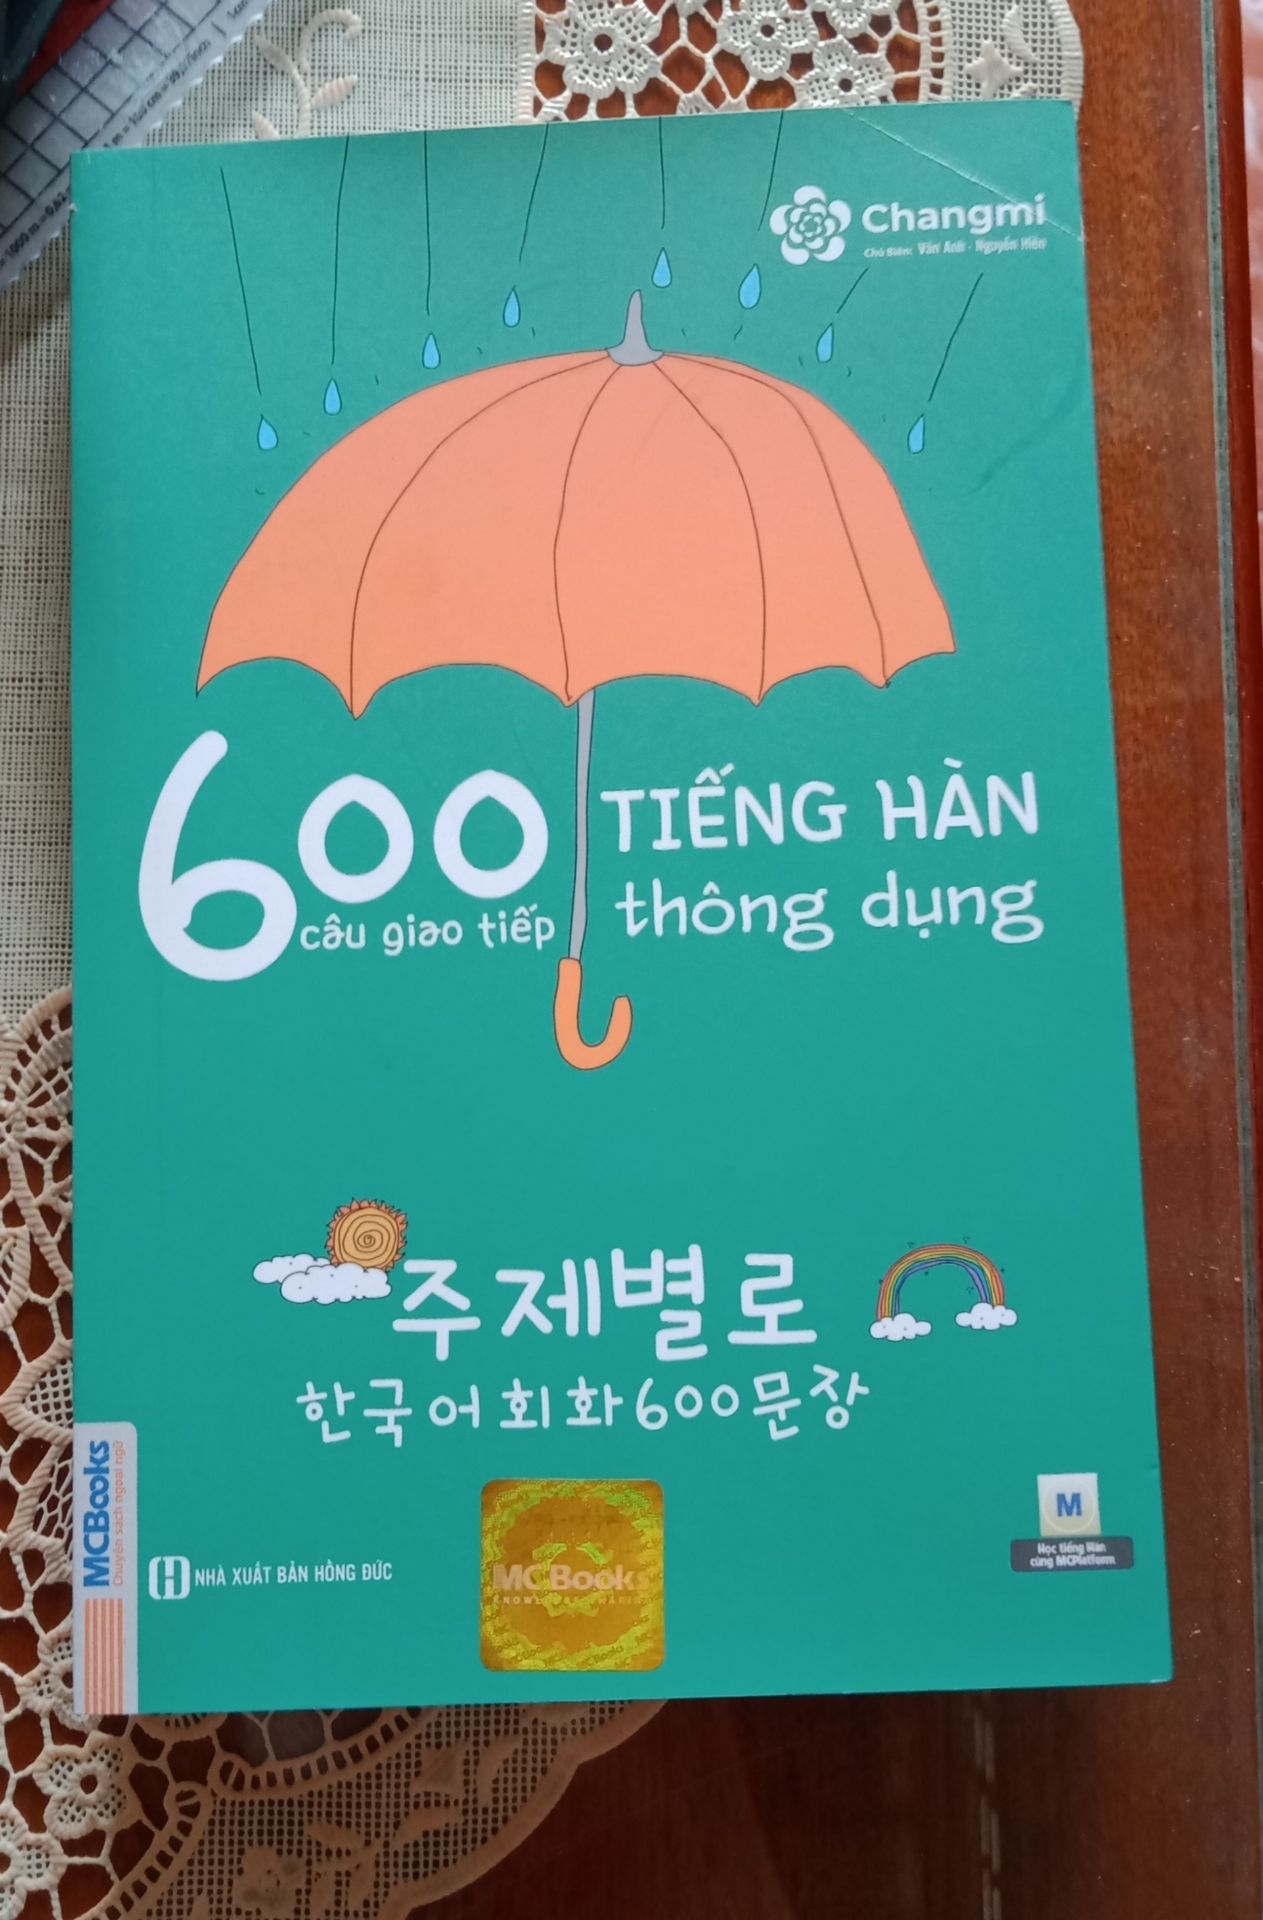 Changmi
Chủ Biên: Vân Anh - Nguyễn Hiền
600
câu giao tiếp
TIẾNG HÀN
thông dụng
주제별로
한국어 회화 600 문장
MCBooks
Chuyên sách ngoại ngữ
NHÀ XUẤT BẢN HỒNG ĐỨC
MCBooks
M
Học tiếng Hàn
cùng MCPlatform